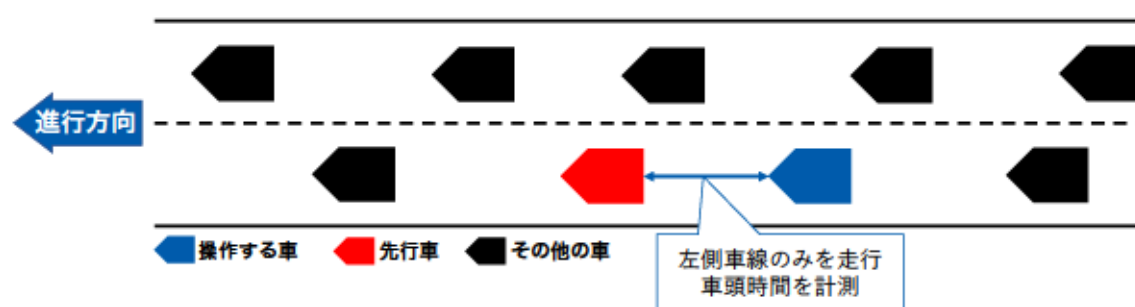 進行方向
操作する車
先行車
その他の車
左側車線のみを走行
車頭時間を計測